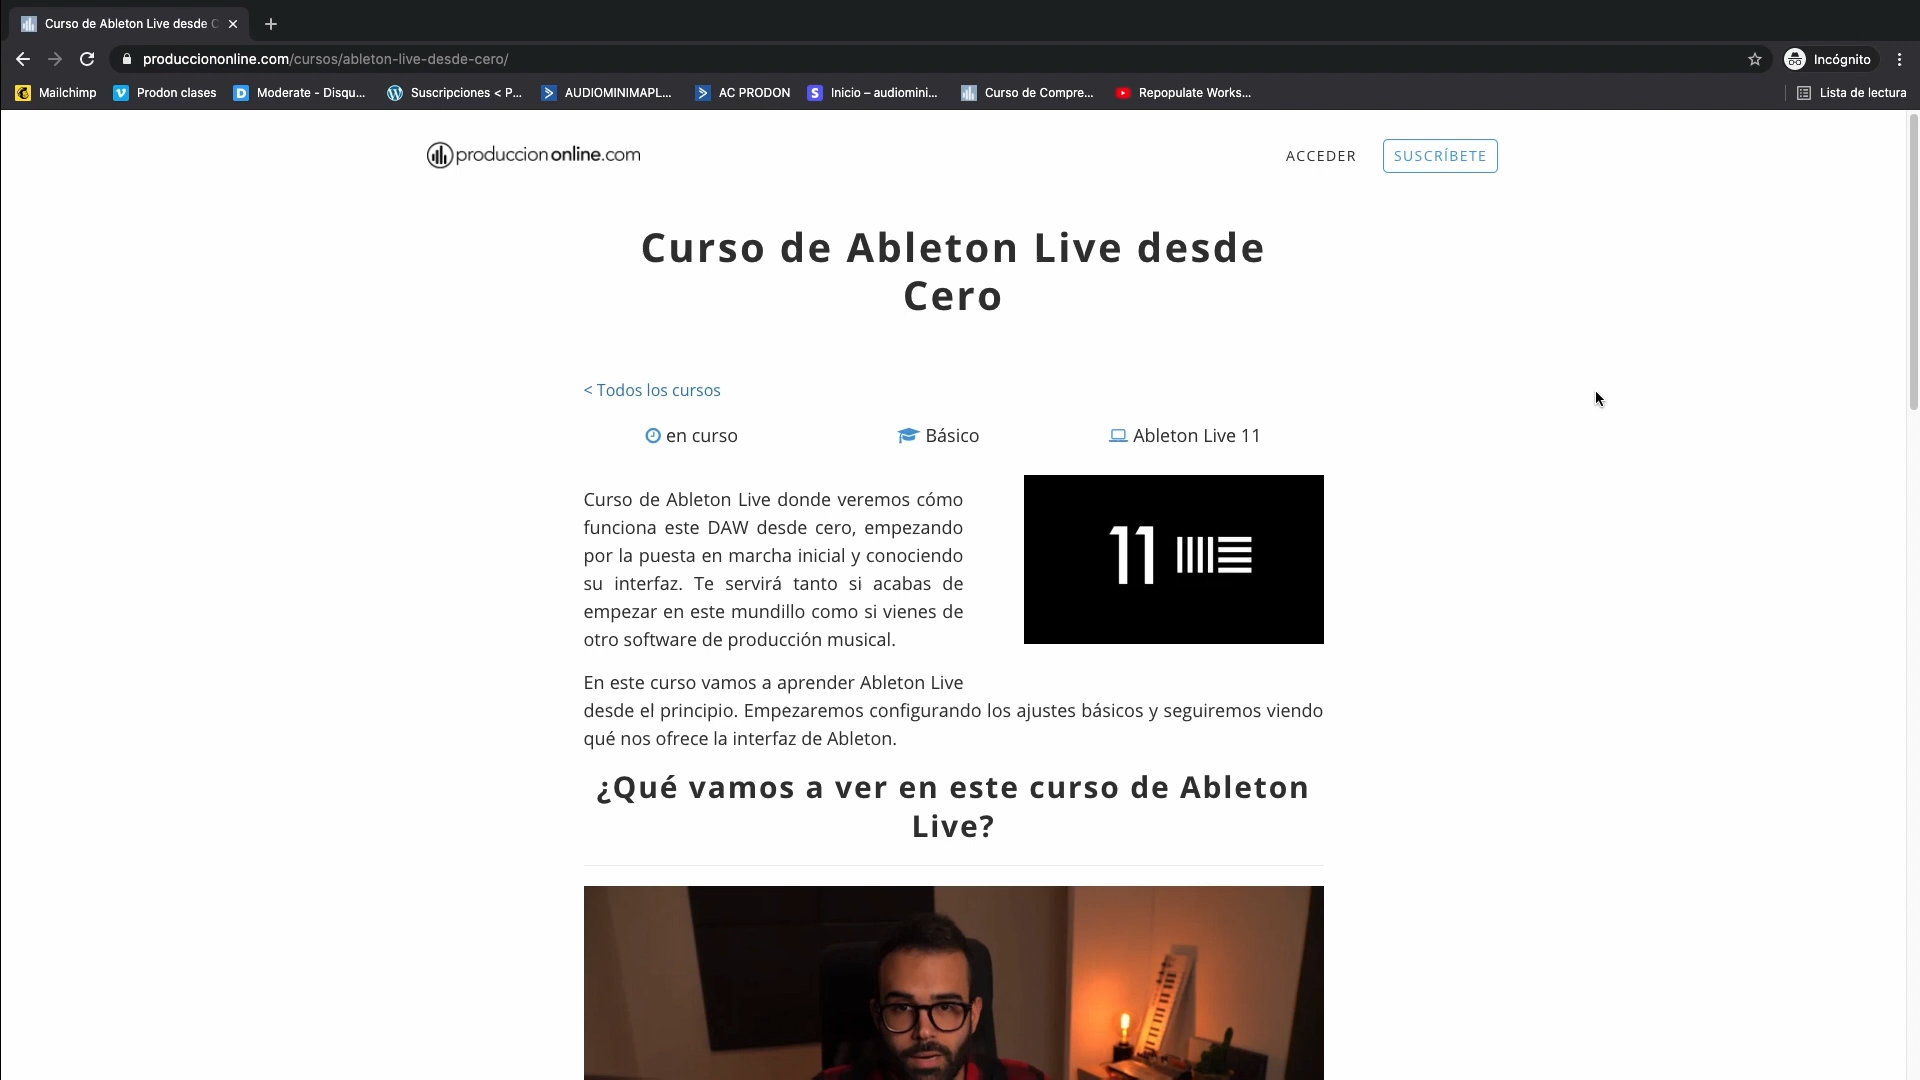 Curso de Ableton Live desde C
producciononline.com/cursos/ableton-live-desde-cero/
Incógnito
Mailchimp
Prodon clases
Moderate - Disqu...
Suscripciones < P...
AUDIOMINIMAPL...
AC PRODON
Inicio – audiomini...
Curso de Compre...
Repopulate Works...
Lista de lectura
produccion online.com
ACCEDER
SUSCRÍBETE
Curso de Ableton Live desde
Cero
< Todos los cursos
en curso
Básico
Ableton Live 11
Curso de Ableton Live donde veremos cómo
funciona este DAW desde cero, empezando
por la puesta en marcha inicial y conociendo
su interfaz. Te servirá tanto si acabas de
empezar en este mundillo como si vienes de
otro software de producción musical.
11
En este curso vamos a aprender Ableton Live
desde el principio. Empezaremos configurando los ajustes básicos y seguiremos viendo
qué nos ofrece la interfaz de Ableton.
¿Qué vamos a ver en este curso de Ableton
Live?